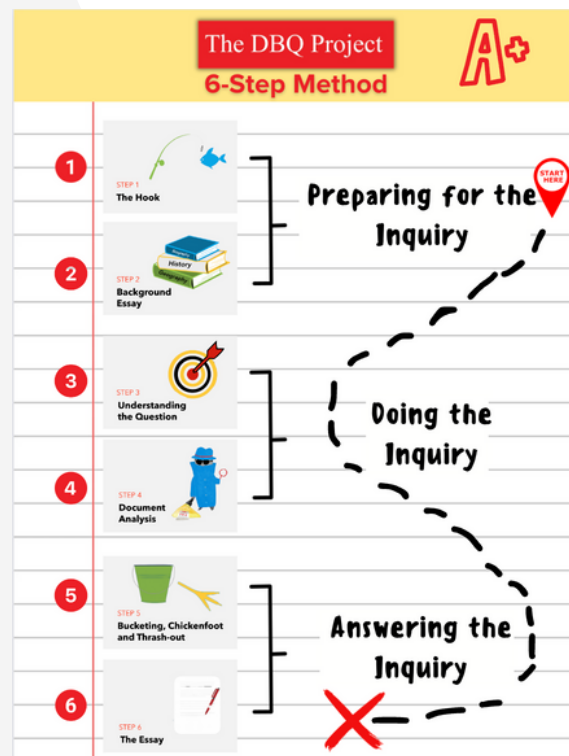 The DBQ Project
6-Step Method
A+
1
STEP 1
The Hook
2
History
Geography
STEP 2
Background
Essay
Preparing for the
Inquiry
START
HERE
3
STEP 3
Understanding
the Question
4
STEP 4
Document
Analysis
Doing the
Inquiry
5
STEP 5
Bucketing, Chickenfoot
and Thrash-out
6
STEP 6
The Essay
Answering the
Inquiry